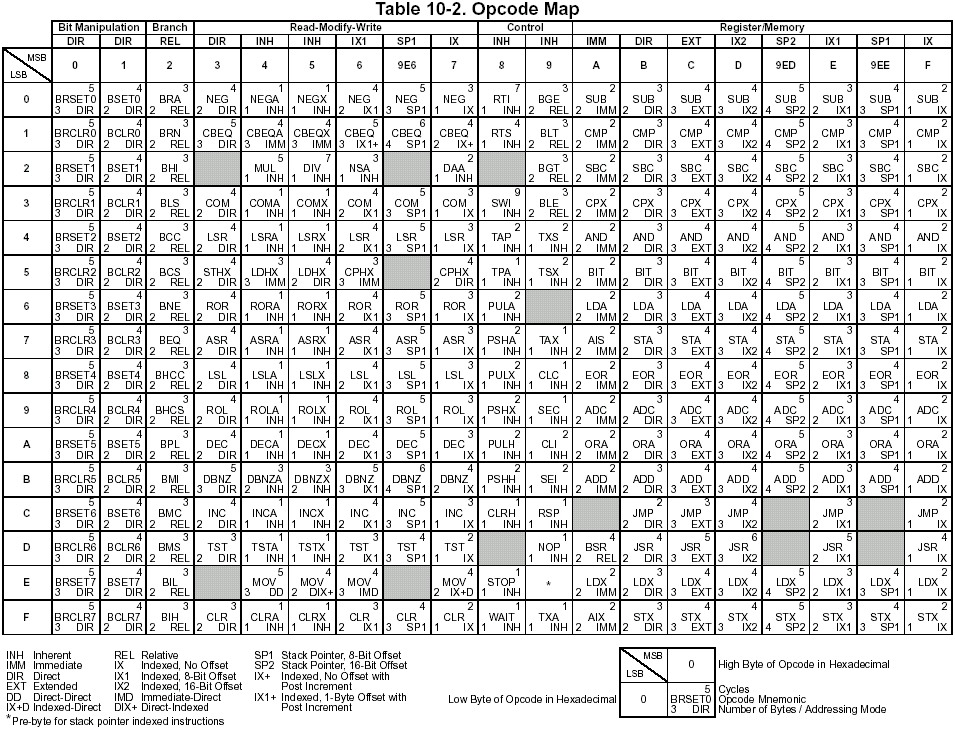 Table 10-2. Opcode Map
Bit Manipulation Branch Read-Modify-Write Control Register/Memory
DIR DIR REL DIR INH INH IX1 SP1 IX INH INH IMM DIR EXT IX2 SP2 IX1 SP1 IX
MSB LSB 0 1 2 3 4 5 6 9E6 7 8 9 A B C D 9ED E 9EE F
5 4 3 4 1 1 4 5 3 7 3 2 3 4 4 5 3 4 2
0 BRSET0 BSET0 BRA NEG NEGA NEGX NEG NEG NEG RTI BGE SUB SUB SUB SUB SUB SUB SUB SUB
3 DIR 2 DIR 2 REL 2 DIR 1 INH 1 INH 2 IX1 3 SP1 1 IX 1 INH 2 REL 2 IMM 2 DIR 3 EXT 3 IX2 4 SP2 2 IX1 3 SP1 1 IX
5 4 3 5 4 4 5 6 4 4 3 2 3 4 4 5 3 4 2
1 BRCLR0 BCLR0 BRN CBEQ CBEQA CBEQX CBEQ CBEQ CBEQ RTS BLT CMP CMP CMP CMP CMP CMP CMP CMP
3 DIR 2 DIR 2 REL 3 DIR 3 IMM 3 IMM 3 IX1+ 4 SP1 2 IX+ 1 INH 2 REL 2 IMM 2 DIR 3 EXT 3 IX2 4 SP2 2 IX1 3 SP1 1 IX
5 4 3 5 7 3 2 3 2 3 4 4 5 3 4 2
2 BRSET1 BSET1 BHI MUL DIV NSA DAA BGT SBC SBC SBC SBC SBC SBC SBC SBC
3 DIR 2 DIR 2 REL 1 INH 1 INH 1 INH 1 INH 2 REL 2 IMM 2 DIR 3 EXT 3 IX2 4 SP2 2 IX1 3 SP1 1 IX
5 4 3 4 1 1 4 5 3 9 3 2 3 4 4 5 3 4 2
3 BRCLR1 BCLR1 BLS COM COMA COMX COM COM COM SWI BLE CPX CPX CPX CPX CPX CPX CPX CPX
3 DIR 2 DIR 2 REL 2 DIR 1 INH 1 INH 2 IX1 3 SP1 1 IX 1 INH 2 REL 2 IMM 2 DIR 3 EXT 3 IX2 4 SP2 2 IX1 3 SP1 1 IX
5 4 3 4 1 1 4 5 3 2 2 2 3 4 4 5 3 4 2
4 BRSET2 BSET2 BCC LSR LSRA LSRX LSR LSR LSR TAP TXS AND AND AND AND AND AND AND AND
3 DIR 2 DIR 2 REL 2 DIR 1 INH 1 INH 2 IX1 3 SP1 1 IX 1 INH 1 INH 2 IMM 2 DIR 3 EXT 3 IX2 4 SP2 2 IX1 3 SP1 1 IX
5 4 3 4 3 4 3 4 1 2 2 3 4 4 5 3 4 2
5 BRCLR2 BCLR2 BCS STHX LDHX LDHX CPHX CPHX TPA TSX BIT BIT BIT BIT BIT BIT BIT BIT
3 DIR 2 DIR 2 REL 2 DIR 3 IMM 2 DIR 3 IMM 2 DIR 1 INH 1 INH 2 IMM 2 DIR 3 EXT 3 IX2 4 SP2 2 IX1 3 SP1 1 IX
5 4 3 4 1 1 4 5 3 2 2 3 4 4 5 3 4 2
6 BRSET3 BSET3 BNE ROR RORA RORX ROR ROR ROR PULA LDA LDA LDA LDA LDA LDA LDA LDA
3 DIR 2 DIR 2 REL 2 DIR 1 INH 1 INH 2 IX1 3 SP1 1 IX 1 INH 2 IMM 2 DIR 3 EXT 3 IX2 4 SP2 2 IX1 3 SP1 1 IX
5 4 3 4 1 1 4 5 3 2 1 2 3 4 4 5 3 4 2
7 BRCLR3 BCLR3 BEQ ASR ASRA ASRX ASR ASR ASR PSHA TAX AIS STA STA STA STA STA STA STA
3 DIR 2 DIR 2 REL 2 DIR 1 INH 1 INH 2 IX1 3 SP1 1 IX 1 INH 1 INH 2 IMM 2 DIR 3 EXT 3 IX2 4 SP2 2 IX1 3 SP1 1 IX
5 4 3 4 1 1 4 5 3 2 1 2 3 4 4 5 3 4 2
8 BRSET4 BSET4 BHCC LSL LSLA LSLX LSL LSL LSL PULX CLC EOR EOR EOR EOR EOR EOR EOR EOR
3 DIR 2 DIR 2 REL 2 DIR 1 INH 1 INH 2 IX1 3 SP1 1 IX 1 INH 1 INH 2 IMM 2 DIR 3 EXT 3 IX2 4 SP2 2 IX1 3 SP1 1 IX
5 4 3 4 1 1 4 5 3 2 1 2 3 4 4 5 3 4 2
9 BRCLR4 BCLR4 BHCS ROL ROLA ROLX ROL ROL ROL PSHX SEC ADC ADC ADC ADC ADC ADC ADC ADC
3 DIR 2 DIR 2 REL 2 DIR 1 INH 1 INH 2 IX1 3 SP1 1 IX 1 INH 1 INH 2 IMM 2 DIR 3 EXT 3 IX2 4 SP2 2 IX1 3 SP1 1 IX
5 4 3 4 1 1 4 5 3 2 2 2 3 4 4 5 3 4 2
A BRSET5 BSET5 BPL DEC DECA DECX DEC DEC DEC PULH CLI ORA ORA ORA ORA ORA ORA ORA ORA
3 DIR 2 DIR 2 REL 2 DIR 1 INH 1 INH 2 IX1 3 SP1 1 IX 1 INH 1 INH 2 IMM 2 DIR 3 EXT 3 IX2 4 SP2 2 IX1 3 SP1 1 IX
5 4 3 5 3 3 5 6 4 2 2 2 3 4 4 5 3 4 2
B BRCLR5 BCLR5 BMI DBNZ DBNZA DBNZX DBNZ DBNZ DBNZ PSHH SEI ADD ADD ADD ADD ADD ADD ADD ADD
3 DIR 2 DIR 2 REL 3 DIR 2 INH 2 INH 3 IX1 4 SP1 2 IX 1 INH 1 INH 2 IMM 2 DIR 3 EXT 3 IX2 4 SP2 2 IX1 3 SP1 1 IX
5 4 3 4 1 1 4 5 3 1 1 2 3 4 3 2
C BRSET6 BSET6 BMC INC INCA INCX INC INC INC CLRH RSP JMP JMP JMP JMP JMP
3 DIR 2 DIR 2 REL 2 DIR 1 INH 1 INH 2 IX1 3 SP1 1 IX 1 INH 1 INH 2 DIR 3 EXT 3 IX2 2 IX1 1 IX
5 4 3 3 1 1 3 4 2 1 4 4 5 6 5 4
D BRCLR6 BCLR6 BMS TST TSTA TSTX TST TST TST NOP BSR JSR JSR JSR JSR JSR
3 DIR 2 DIR 2 REL 2 DIR 1 INH 1 INH 2 IX1 3 SP1 1 IX 1 INH 2 REL 2 DIR 3 EXT 3 IX2 2 IX1 1 IX
5 4 3 5 4 4 4 1 2 3 4 4 5 3 4 2
E BRSET7 BSET7 BIL MOV MOV MOV MOV STOP * LDX LDX LDX LDX LDX LDX LDX LDX
3 DIR 2 DIR 2 REL 3 DD 2 DIX+ 3 IMD 2 IX+D 1 INH 2 IMM 2 DIR 3 EXT 3 IX2 4 SP2 2 IX1 3 SP1 1 IX
5 4 3 3 1 1 3 4 2 1 1 2 3 4 4 5 3 4 2
F BRCLR7 BCLR7 BIH CLR CLRA CLRX CLR CLR CLR WAIT TXA AIX STX STX STX STX STX STX STX
3 DIR 2 DIR 2 REL 2 DIR 1 INH 1 INH 2 IX1 3 SP1 1 IX 1 INH 1 INH 2 IMM 2 DIR 3 EXT 3 IX2 4 SP2 2 IX1 3 SP1 1 IX
INH Inherent REL Relative SP1 Stack Pointer, 8-Bit Offset
IMM Immediate IX Indexed, No Offset SP2 Stack Pointer, 16-Bit Offset
DIR Direct IX1 Indexed, 8-Bit Offset IX+ Indexed, No Offset with
EXT Extended IX2 Indexed, 16-Bit Offset Post Increment
DD Direct-Direct IMD Immediate-Direct IX1+ Indexed, 1-Byte Offset with
IX+D Indexed-Direct DIX+ Direct-Indexed Post Increment
*Pre-byte for stack pointer indexed instructions
MSB LSB 0 High Byte of Opcode in Hexadecimal
Low Byte of Opcode in Hexadecimal 0
5 Cycles
BRSET0 Opcode Mnemonic
3 DIR Number of Bytes / Addressing Mode